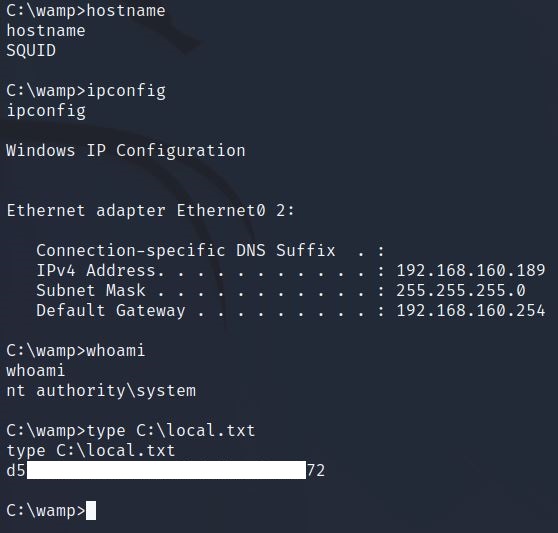 C:\wamp>hostname
hostname
SQUID
C:\wamp>ipconfig
ipconfig
Windows IP Configuration
Ethernet adapter Ethernet0 2:
Connection-specific DNS Suffix  . :
IPv4 Address. . . . . . . . . . . : 192.168.160.189
Subnet Mask . . . . . . . . . . . : 255.255.255.0
Default Gateway . . . . . . . . . : 192.168.160.254
C:\wamp>whoami
whoami
nt authority\system
C:\wamp>type C:\local.txt
type C:\local.txt
d5 72
C:\wamp>